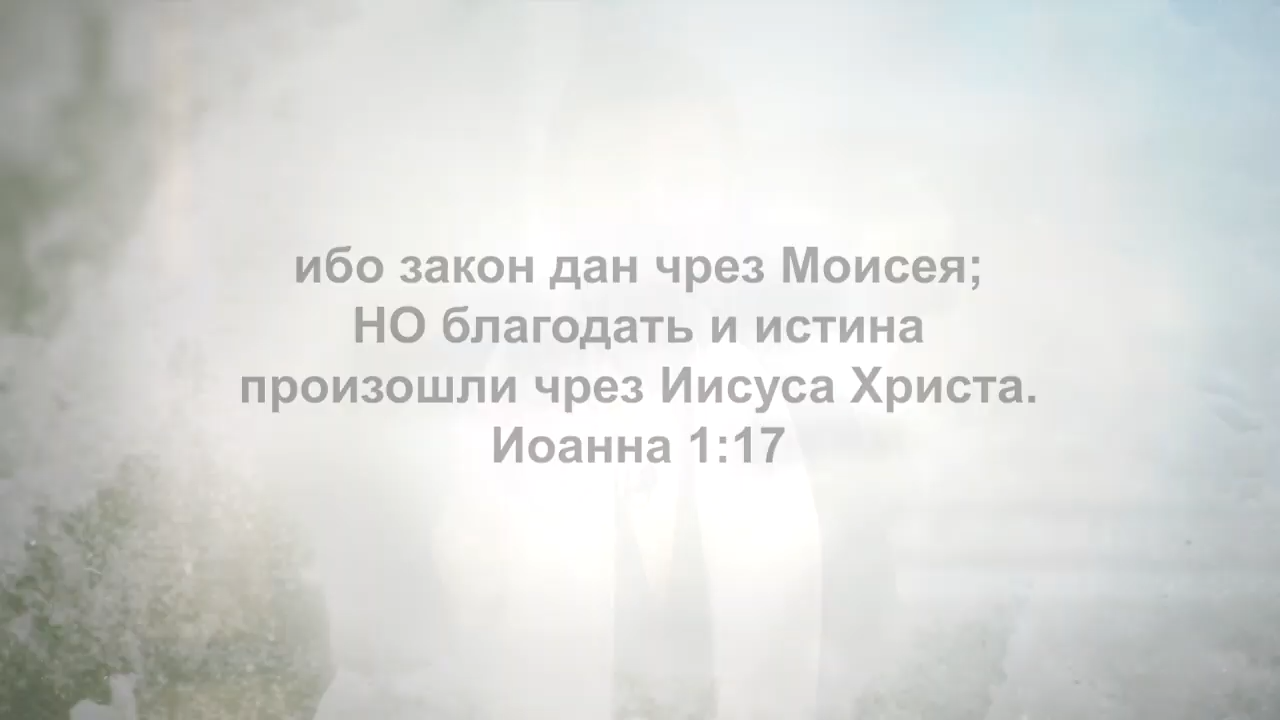 ибо закон дан чрез Моисея;
НО благодать и истина
произошли чрез Иисуса Христа.
Иоанна 1:17